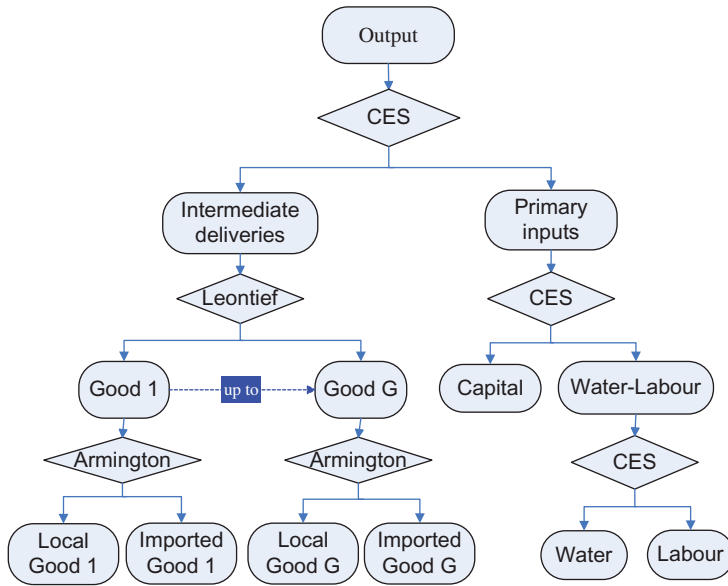 Output
CES
Intermediate
deliveries
Primary
inputs
Leontief
CES
Good 1
up to
Good G
Capital
Water-Labour
Armington
Armington
CES
Local
Good 1
Imported
Good 1
Local
Good G
Imported
Good G
Water
Labour